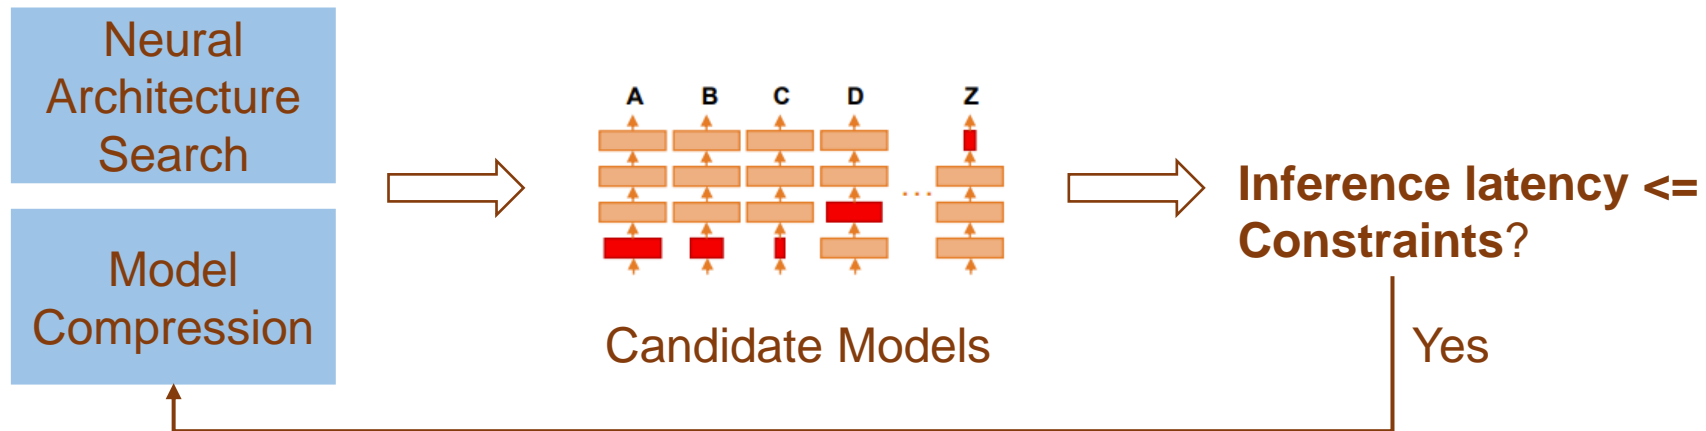 Neural
Architecture
Search
Model
Compression
A B C D Z
...
Candidate Models
Inference latency <=
Constraints?
Yes